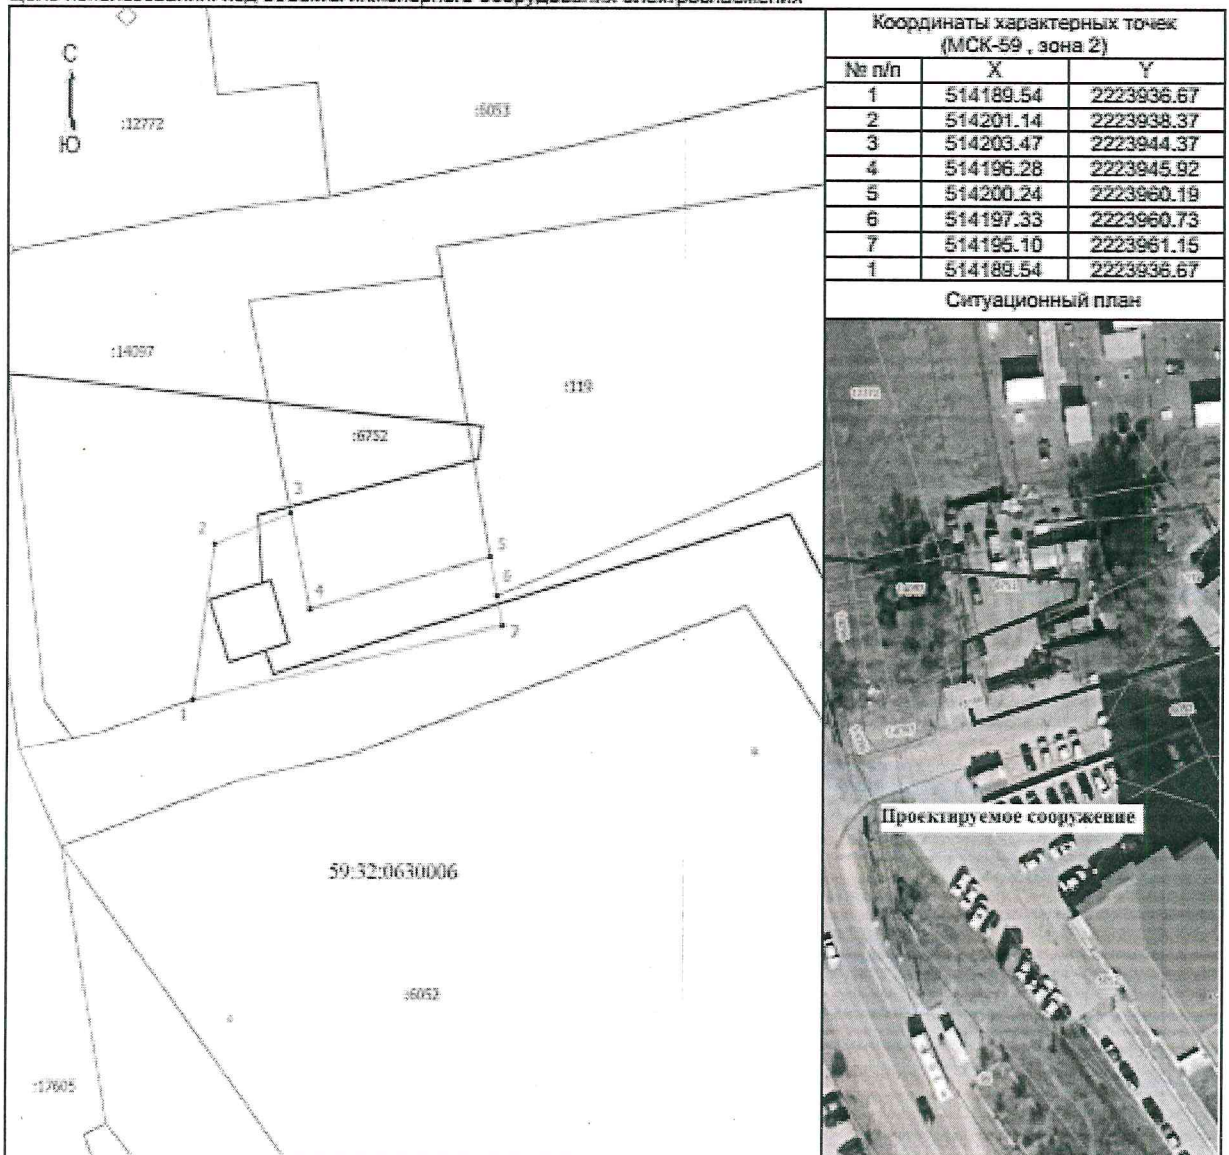 С
Ю
:12772
:6053
:14097
:119
:6752
3
2
5
4
6
7
1
59:32:0630006
:6052
:17605
Координаты характерных точек
(МСК-59 , зона 2)
№ п/п X Y
1 514189.54 2223936.67
2 514201.14 2223938.37
3 514203.47 2223944.37
4 514196.28 2223945.92
5 514200.24 2223960.19
6 514197.33 2223960.73
7 514195.10 2223961.15
1 514189.54 2223936.67
Ситуационный план
Проектируемое сооружение